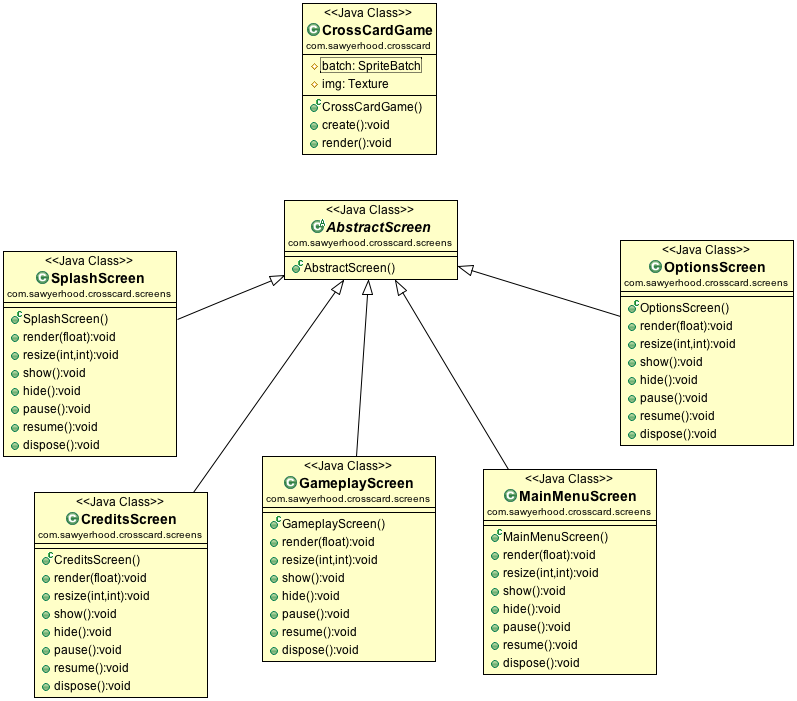 <<Java Class>>
CrossCardGame
com.sawyerhood.crosscard
batch: SpriteBatch
img: Texture
CrossCardGame()
create():void
render():void
<<Java Class>>
AbstractScreen
com.sawyerhood.crosscard.screens
AbstractScreen()
<<Java Class>>
SplashScreen
com.sawyerhood.crosscard.screens
SplashScreen()
render(float):void
resize(int,int):void
show():void
hide():void
pause():void
resume():void
dispose():void
<<Java Class>>
OptionsScreen
com.sawyerhood.crosscard.screens
OptionsScreen()
render(float):void
resize(int,int):void
show():void
hide():void
pause():void
resume():void
dispose():void
<<Java Class>>
CreditsScreen
com.sawyerhood.crosscard.screens
CreditsScreen()
render(float):void
resize(int,int):void
show():void
hide():void
pause():void
resume():void
dispose():void
<<Java Class>>
GameplayScreen
com.sawyerhood.crosscard.screens
GameplayScreen()
render(float):void
resize(int,int):void
show():void
hide():void
pause():void
resume():void
dispose():void
<<Java Class>>
MainMenuScreen
com.sawyerhood.crosscard.screens
MainMenuScreen()
render(float):void
resize(int,int):void
show():void
hide():void
pause():void
resume():void
dispose():void